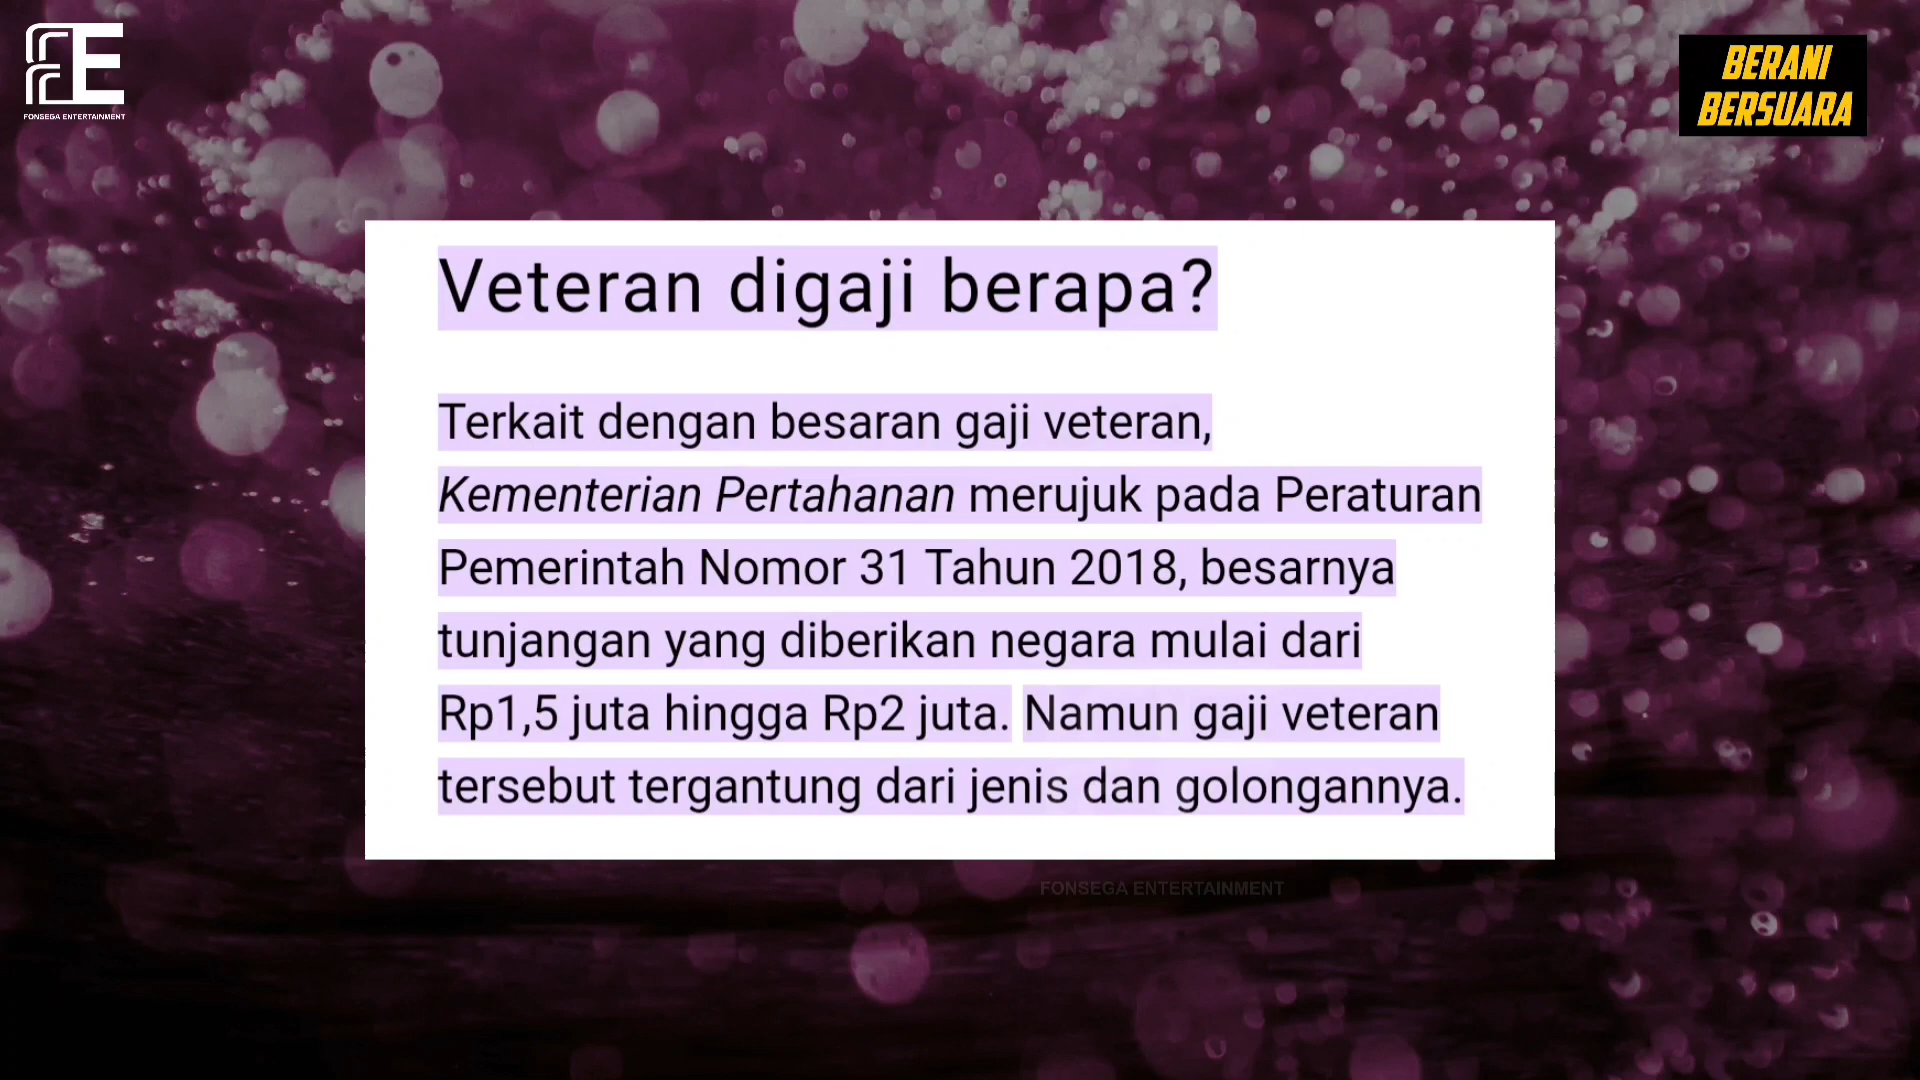 FE
FONSEGA ENTERTAINMENT
BERANI
BERSUARA
Veteran digaji berapa?
Terkait dengan besaran gaji veteran,
Kementerian Pertahanan merujuk pada Peraturan
Pemerintah Nomor 31 Tahun 2018, besarnya
tunjangan yang diberikan negara mulai dari
Rp1,5 juta hingga Rp2 juta. Namun gaji veteran
tersebut tergantung dari jenis dan golongannya.
FONSEGA ENTERTAINMENT